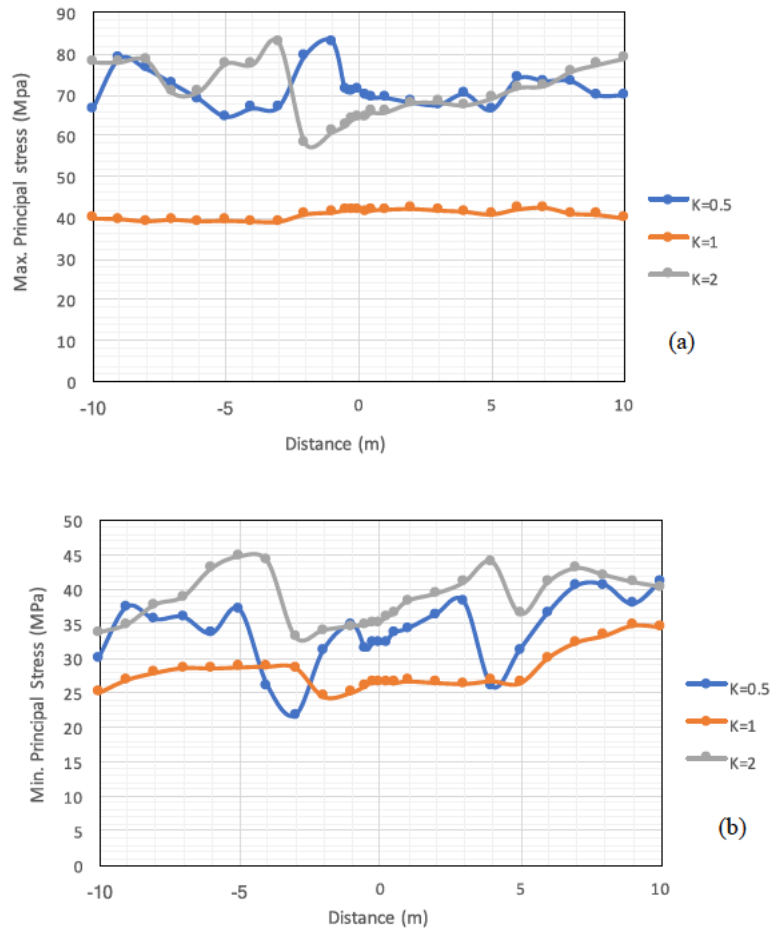 90
80
70
60
50
40
30
20
10
0
Max. Principal stress (Mpa)
-10 -5 0 5 10
Distance (m)
K=0.5
K=1
K=2
(a)
50
45
40
35
30
25
20
15
10
5
0
Min. Principal Stress (MPa)
-10 -5 0 5 10
Distance (m)
K=0.5
K=1
K=2
(b)